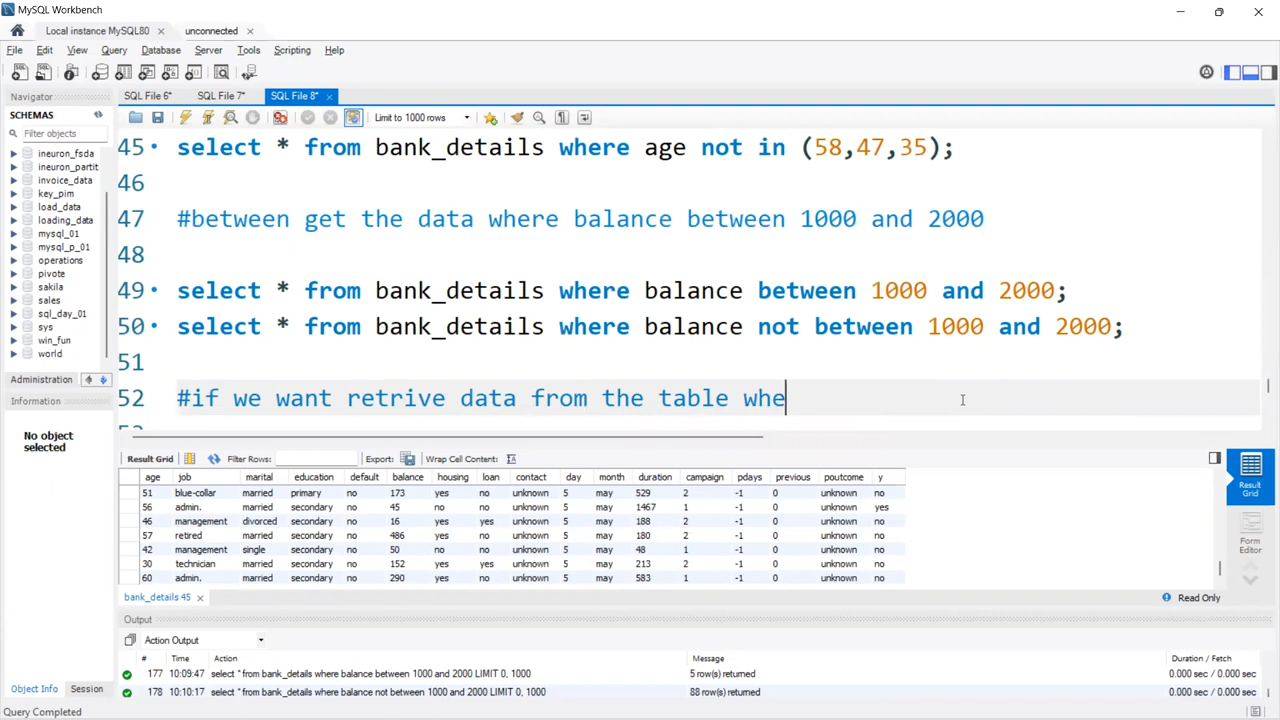 MySQL Workbench
Local instance MySQL80 unconnected
File Edit View Query Database Server Tools Scripting Help
Navigator SQL File 6* SQL File 7* SQL File 8*
SCHEMAS
Limit to 1000 rows
Filter objects
ineuron_fsda
ineuron_partit
invoice_data
key_pim
load_data
loading_data
mysql_01
mysql_p_01
operations
pivote
sakila
sales
sql_day_01
sys
win_fun
world
Administration
Information
No object
selected
45 select * from bank_details where age not in (58,47,35);
46
47 #between get the data where balance between 1000 and 2000
48
49 select * from bank_details where balance between 1000 and 2000;
50 select * from bank_details where balance not between 1000 and 2000;
51
52 #if we want retrive data from the table whe
Result Grid Filter Rows: Export: Wrap Cell Content:
age job marital education default balance housing loan contact day month duration campaign pdays previous poutcome y
51 blue-collar married primary no 173 yes no unknown 5 may 529 2 -1 0 unknown no
56 admin. married secondary no 45 no no unknown 5 may 1467 1 -1 0 unknown yes
46 management divorced secondary no 16 yes yes unknown 5 may 188 2 -1 0 unknown no
57 retired married secondary no 486 yes no unknown 5 may 180 2 -1 0 unknown no
42 management single secondary no 50 no no unknown 5 may 48 1 -1 0 unknown no
30 technician married secondary no 152 yes yes unknown 5 may 213 2 -1 0 unknown no
60 admin. married secondary no 290 yes no unknown 5 may 583 1 -1 0 unknown no
Result
Grid
Form
Editor
bank_details 45 Read Only
Output
Action Output
# Time Action Message Duration / Fetch
177 10:09:47 select * from bank_details where balance between 1000 and 2000 LIMIT 0, 1000 5 row(s) returned 0.000 sec / 0.000 sec
178 10:10:17 select * from bank_details where balance not between 1000 and 2000 LIMIT 0, 1000 88 row(s) returned 0.000 sec / 0.000 sec
Object Info Session
Query Completed